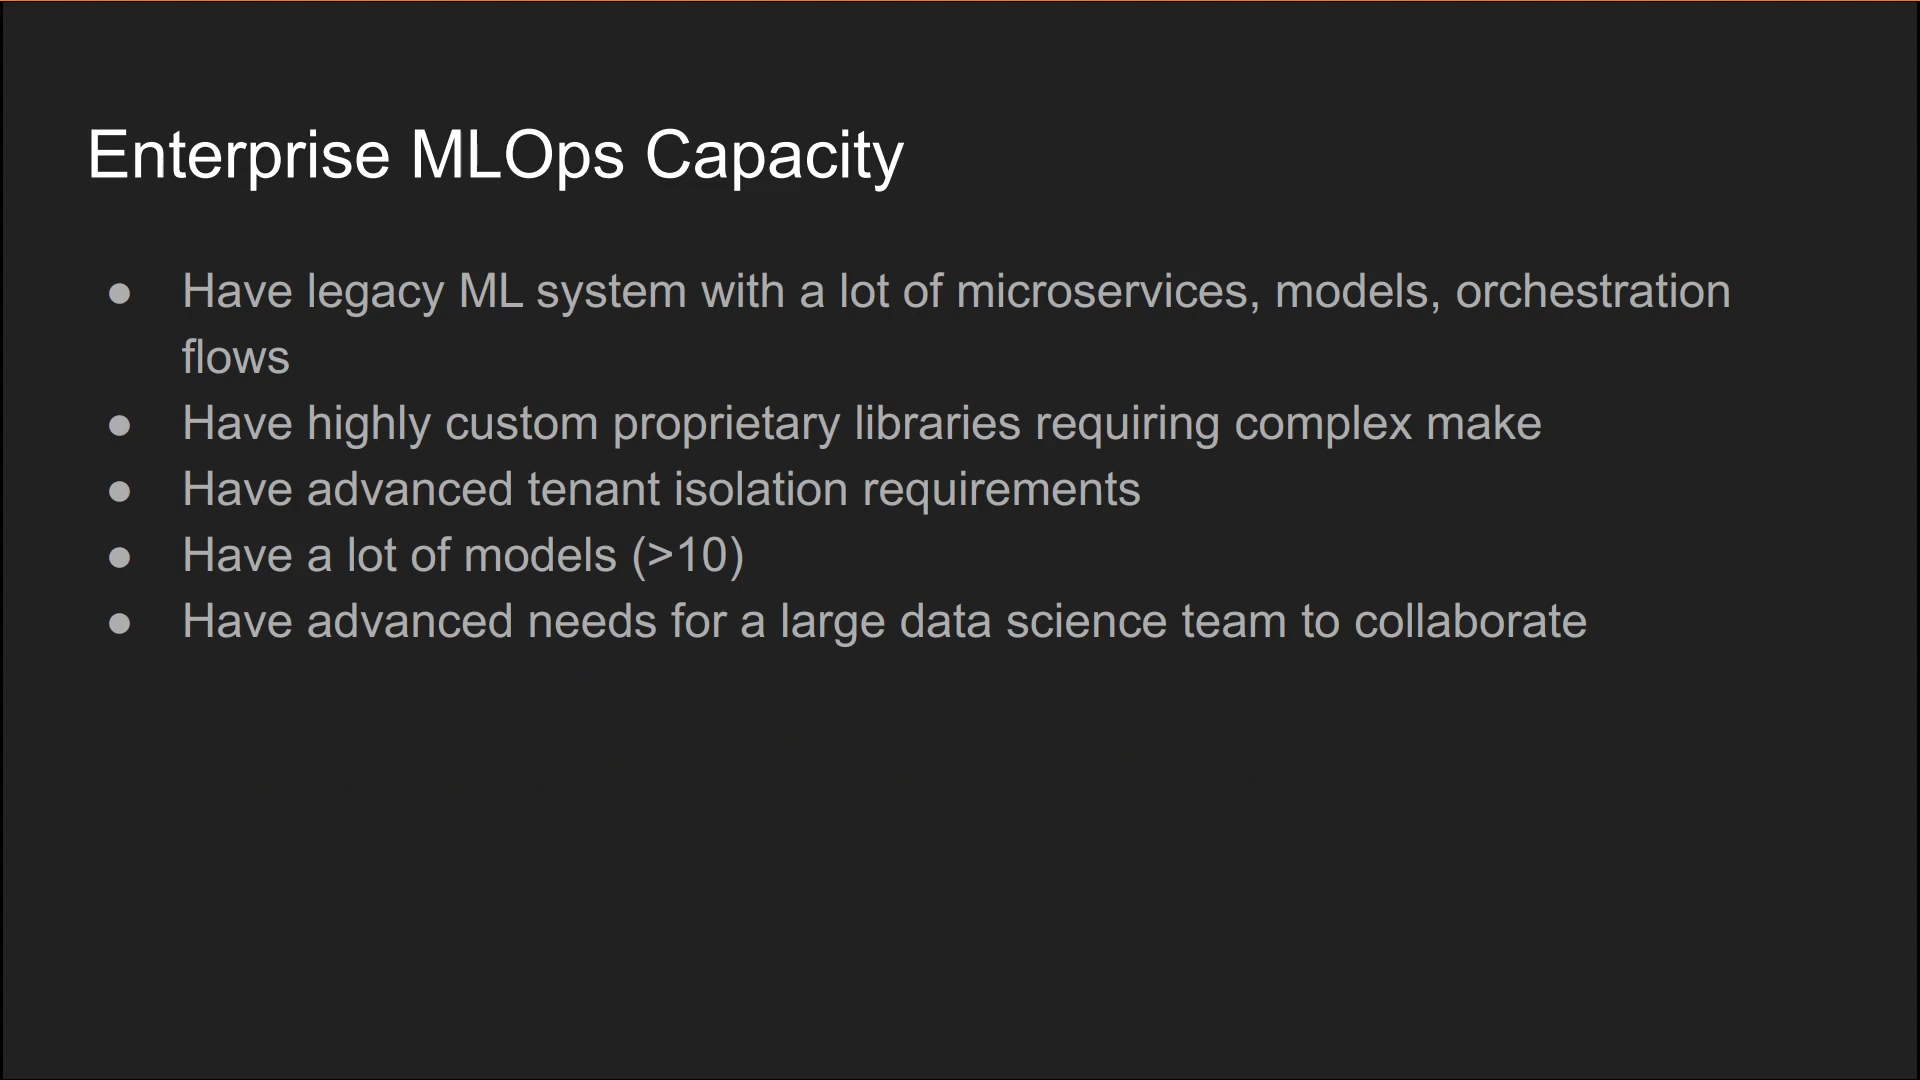 Enterprise MLOps Capacity
● Have legacy ML system with a lot of microservices, models, orchestration
flows
● Have highly custom proprietary libraries requiring complex make
● Have advanced tenant isolation requirements
● Have a lot of models (>10)
● Have advanced needs for a large data science team to collaborate